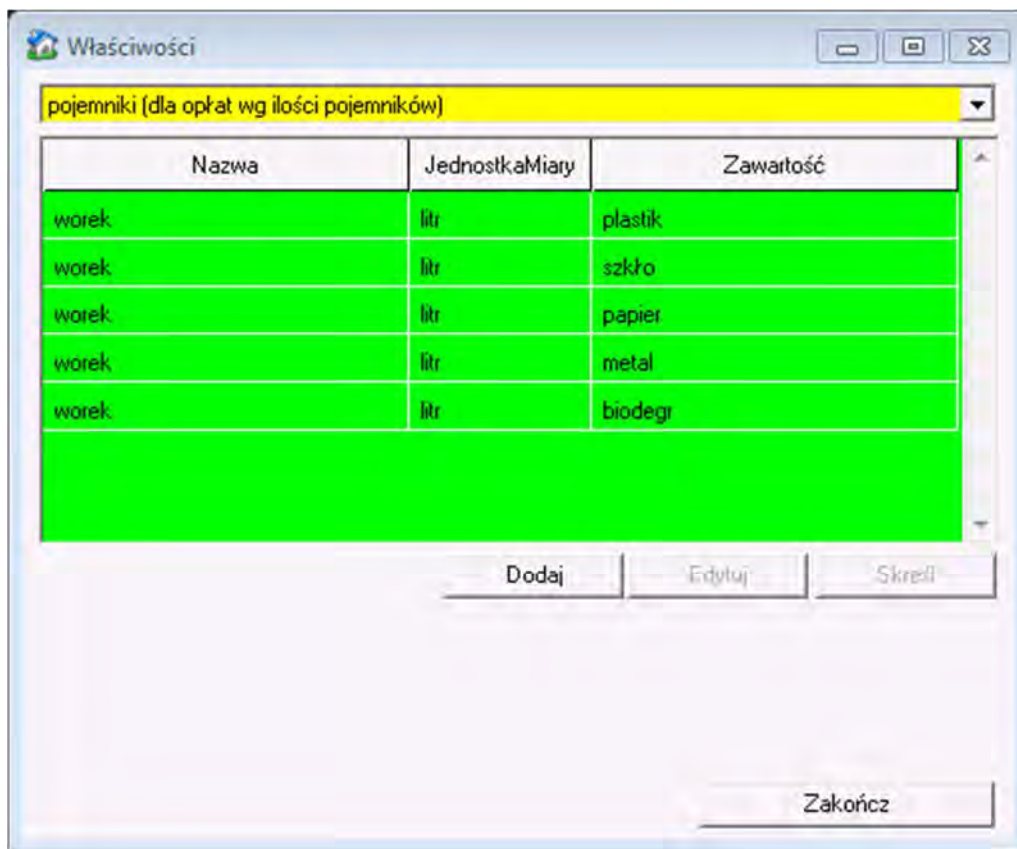 Właściwości
pojemniki (dla opłat wg ilości pojemników)
Nazwa JednostkaMiary Zawartość
worek litr plastik
worek litr szkło
worek litr papier
worek litr metal
worek litr biodegr
Dodaj Edytuj Skreśl
Zakończ